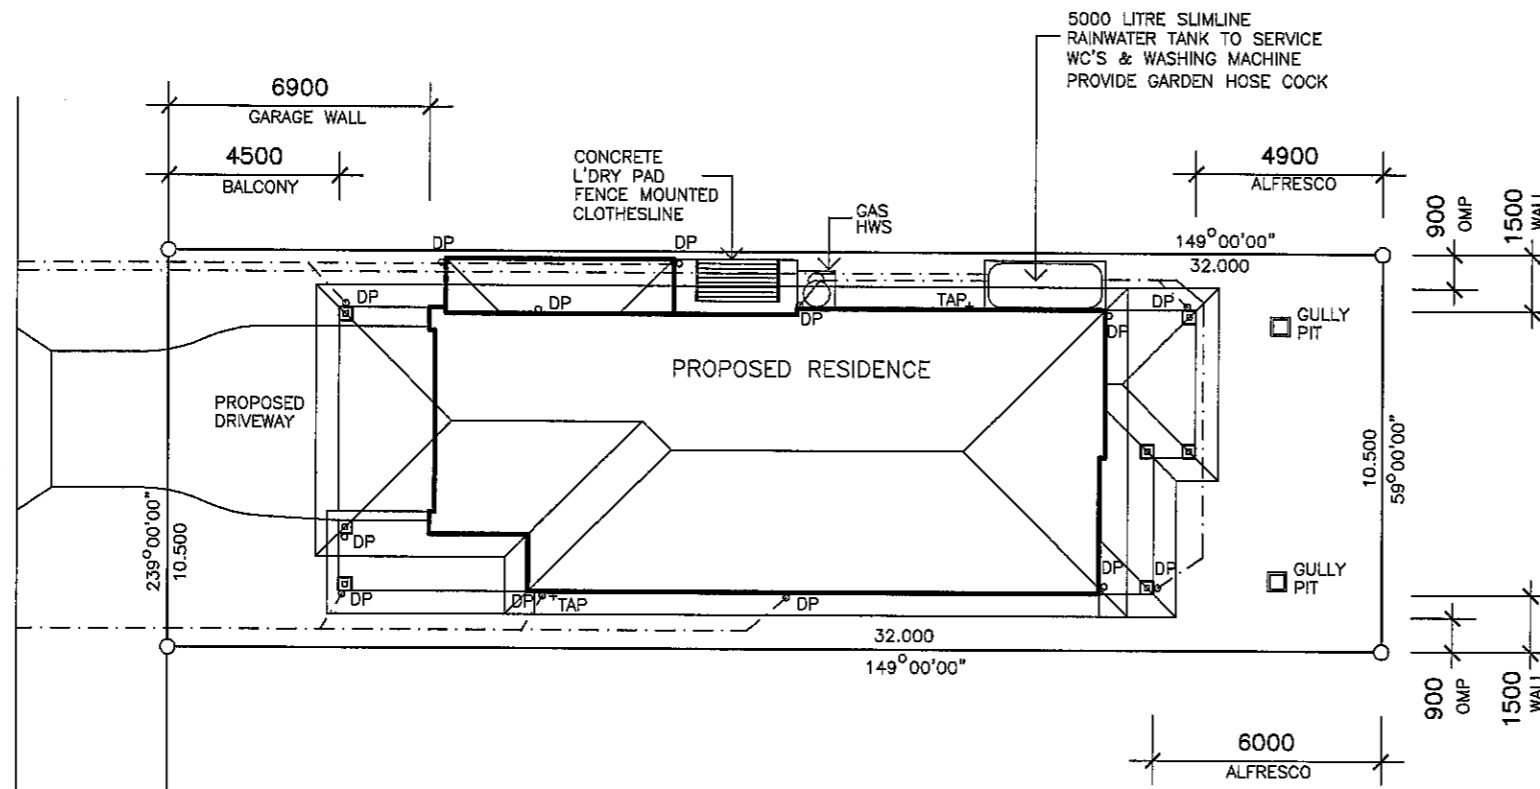 5000 LITRE SLIMLINE
RAINWATER TANK TO SERVICE
WC'S & WASHING MACHINE
PROVIDE GARDEN HOSE COCK
6900
GARAGE WALL
4500
BALCONY
CONCRETE
L'DRY PAD
FENCE MOUNTED
CLOTHESLINE
GAS
HWS
4900
ALFRESCO
900
OMP
1500
WALL
149°00'00"
32.000
DP
DP
DP
DP
DP
TAP
DP
DP
GULLY
PIT
PROPOSED RESIDENCE
PROPOSED
DRIVEWAY
239°00'00"
10.500
10.500
59°00'00"
DP
DP
DP
TAP
DP
DP
DP
GULLY
PIT
32.000
149°00'00"
900
OMP
1500
WALL
6000
ALFRESCO